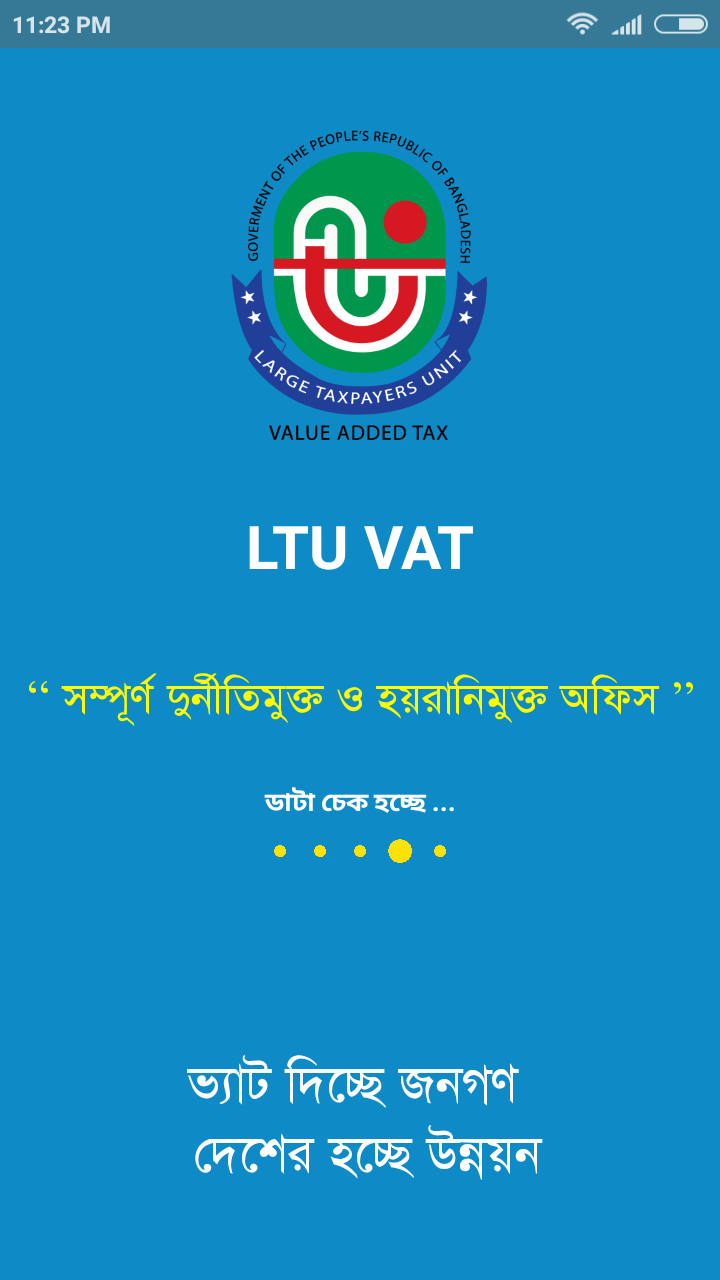 11:23 PM
GOVERMENT OF THE PEOPLE'S REPUBLIC OF BANGLADESH
LARGE TAXPAYERS UNIT
VALUE ADDED TAX
LTU VAT
“ সম্পূর্ণ দুর্নীতিমুক্ত ও হয়রানিমুক্ত অফিস ”
ডাটা চেক হচ্ছে ...
ভ্যাট দিচ্ছে জনগণ
দেশের হচ্ছে উন্নয়ন